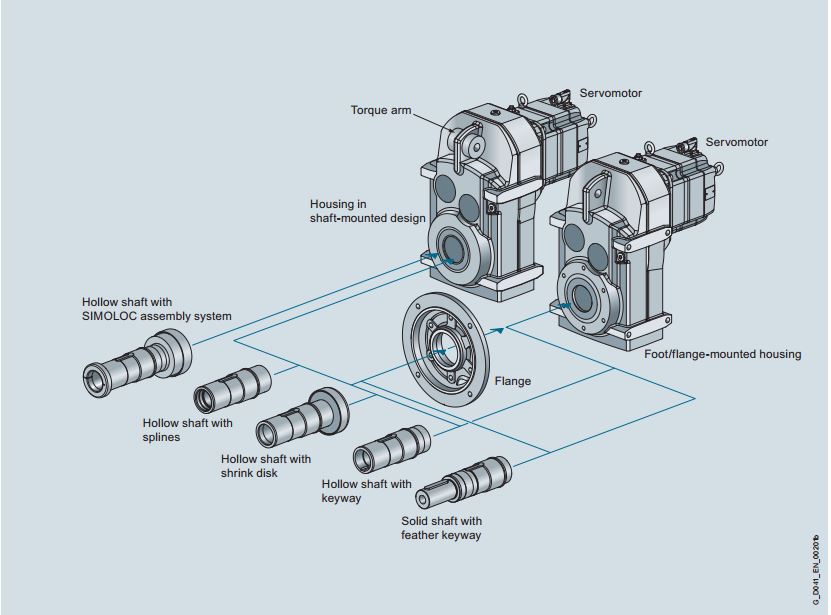 Servomotor
Torque arm
Servomotor
Housing in
shaft-mounted design
Hollow shaft with
SIMOLOC assembly system
Foot/flange-mounted housing
Flange
Hollow shaft with
splines
Hollow shaft with
shrink disk
Hollow shaft with
keyway
Solid shaft with
feather keyway
G_D041_EN_00201b